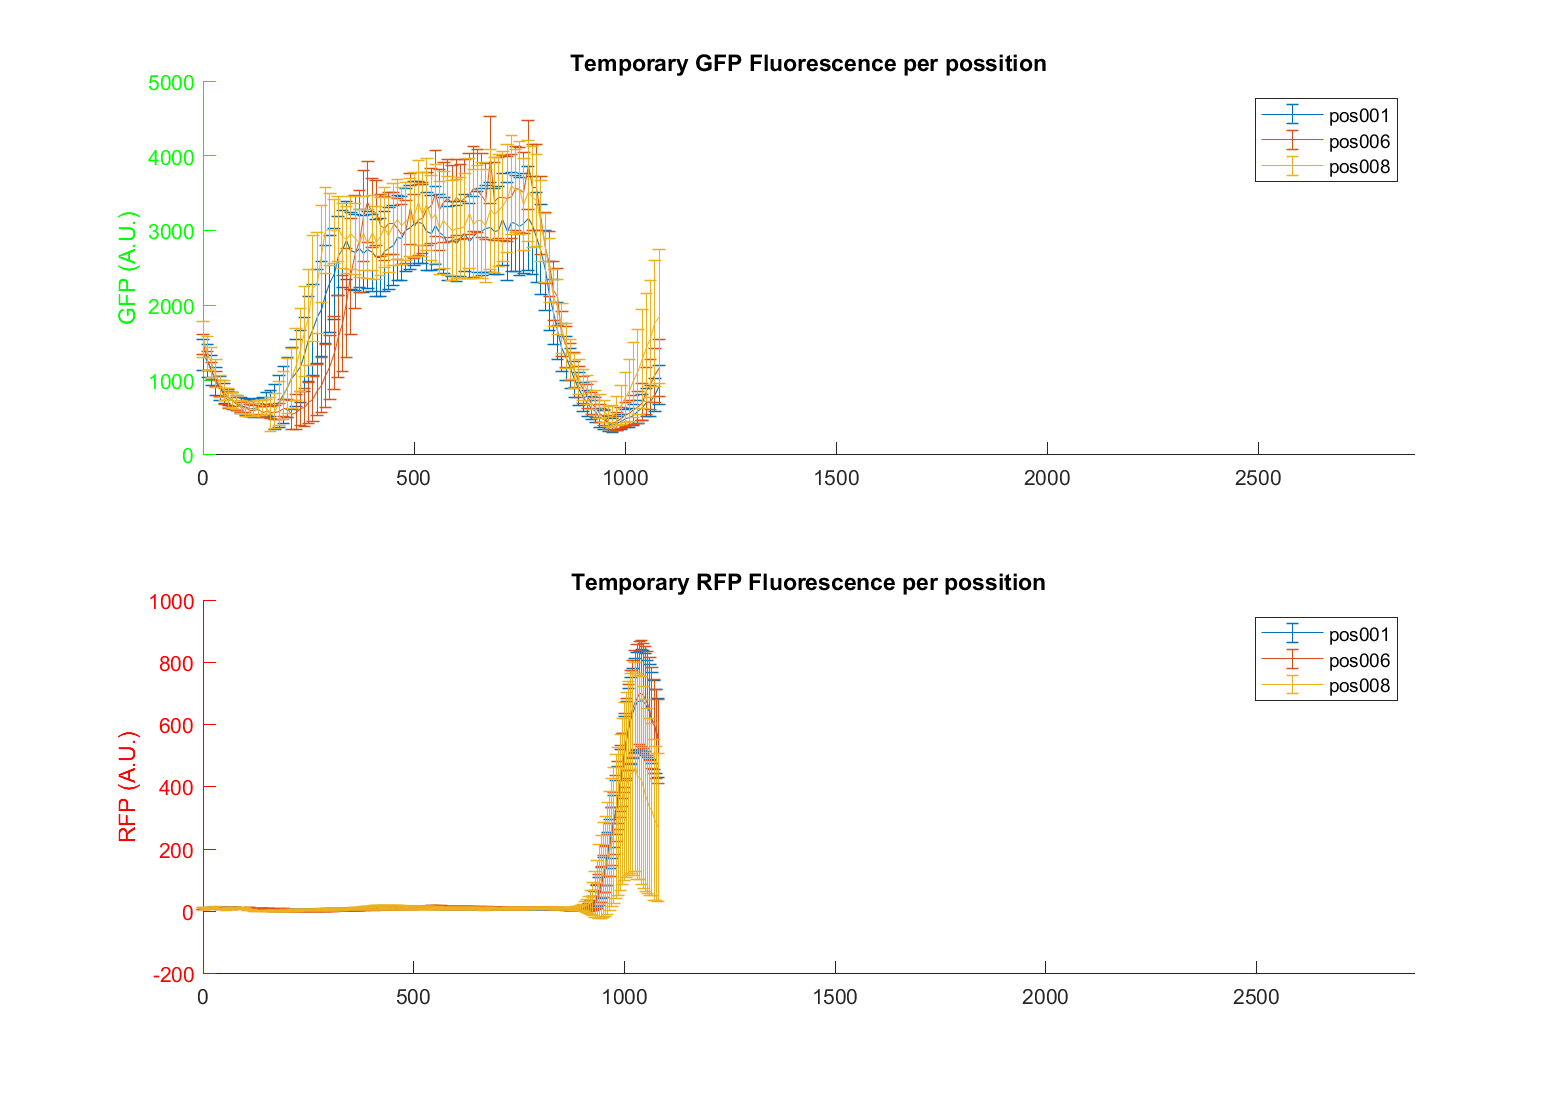 Temporary GFP Fluorescence per possition
5000
4000
3000
2000
1000
0
GFP (A.U.)
0 500 1000 1500 2000 2500
pos001
pos006
pos008
Temporary RFP Fluorescence per possition
1000
800
600
400
200
0
-200
RFP (A.U.)
0 500 1000 1500 2000 2500
pos001
pos006
pos008